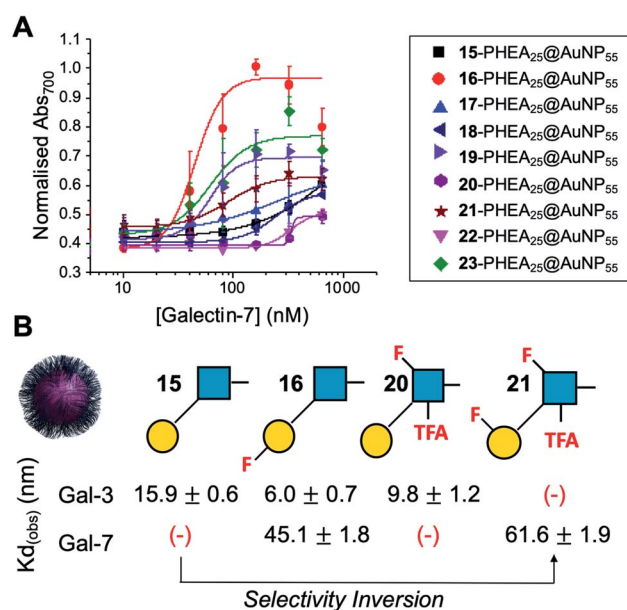 A
Normalised Abs700
1.1
1.0
0.9
0.8
0.7
0.6
0.5
0.4
0.3
10
100
1000
[Galectin-7] (nM)
15-PHEA25@AuNP55
16-PHEA25@AuNP55
17-PHEA25@AuNP55
18-PHEA25@AuNP55
19-PHEA25@AuNP55
20-PHEA25@AuNP55
21-PHEA25@AuNP55
22-PHEA25@AuNP55
23-PHEA25@AuNP55
B
15
16
F
F
20
TFA
F
F
21
TFA
Kd(obs) (nm)
Gal-3 15.9 ± 0.6 6.0 ± 0.7 9.8 ± 1.2 (-)
Gal-7 (-) 45.1 ± 1.8 (-) 61.6 ± 1.9
Selectivity Inversion